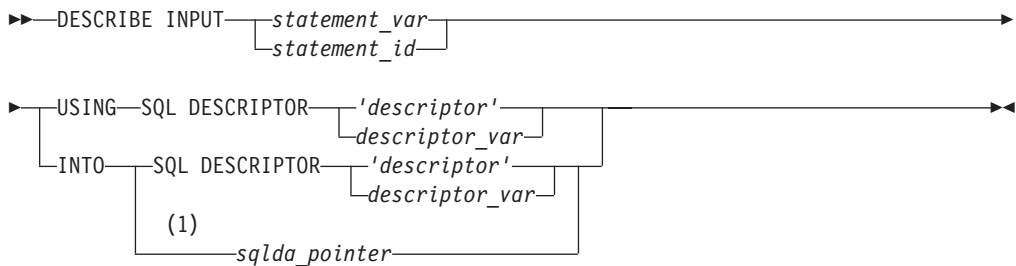 DESCRIBE INPUT statement_var
statement_id
USING SQL DESCRIPTOR 'descriptor'
descriptor_var
INTO SQL DESCRIPTOR 'descriptor'
descriptor_var
(1)
sqlda_pointer